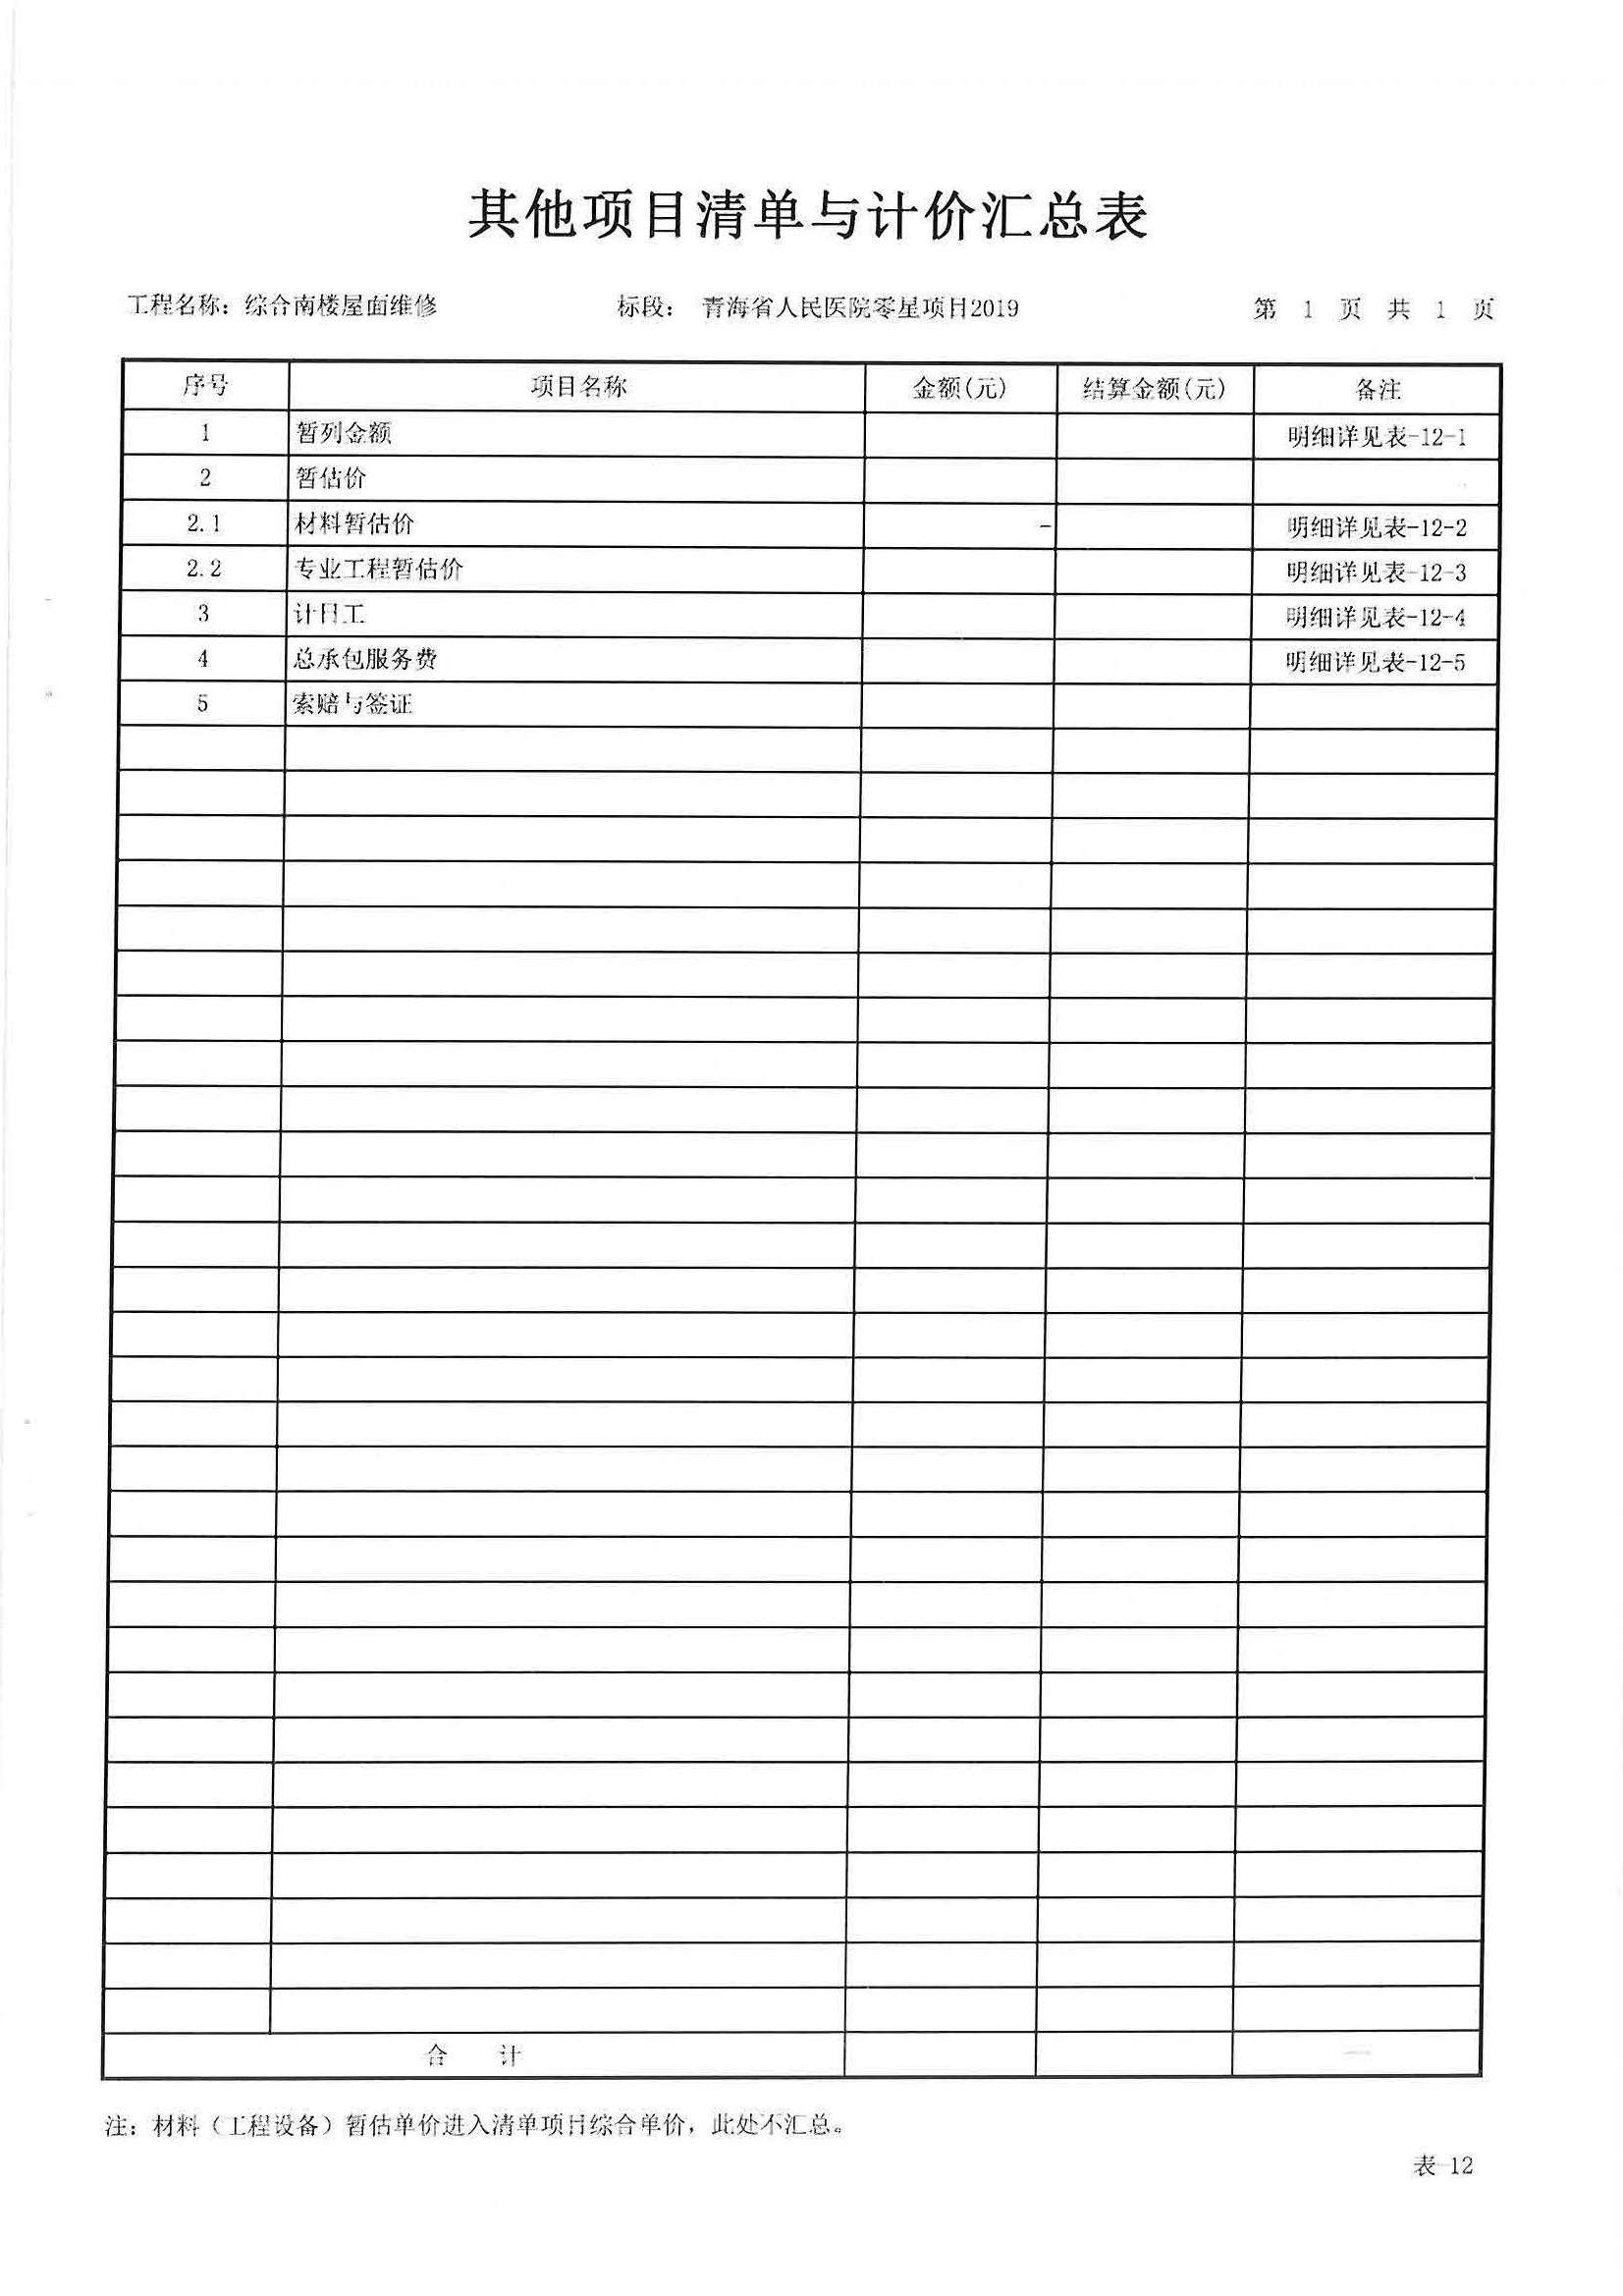 其他项目清单与计价汇总表
工程名称：综合南楼屋面维修 标段： 青海省人民医院零星项目2019 第 1 页 共 1 页
序号 项目名称 金额(元) 结算金额(元) 备注
1 暂列金额 明细详见表-12-1
2 暂估价
2.1 材料暂估价 - 明细详见表-12-2
2.2 专业工程暂估价 明细详见表-12-3
3 计日工 明细详见表-12-4
4 总承包服务费 明细详见表-12-5
5 索赔与签证
合 计 —
注：材料（工程设备）暂估单价进入清单项目综合单价，此处不汇总。
表-12